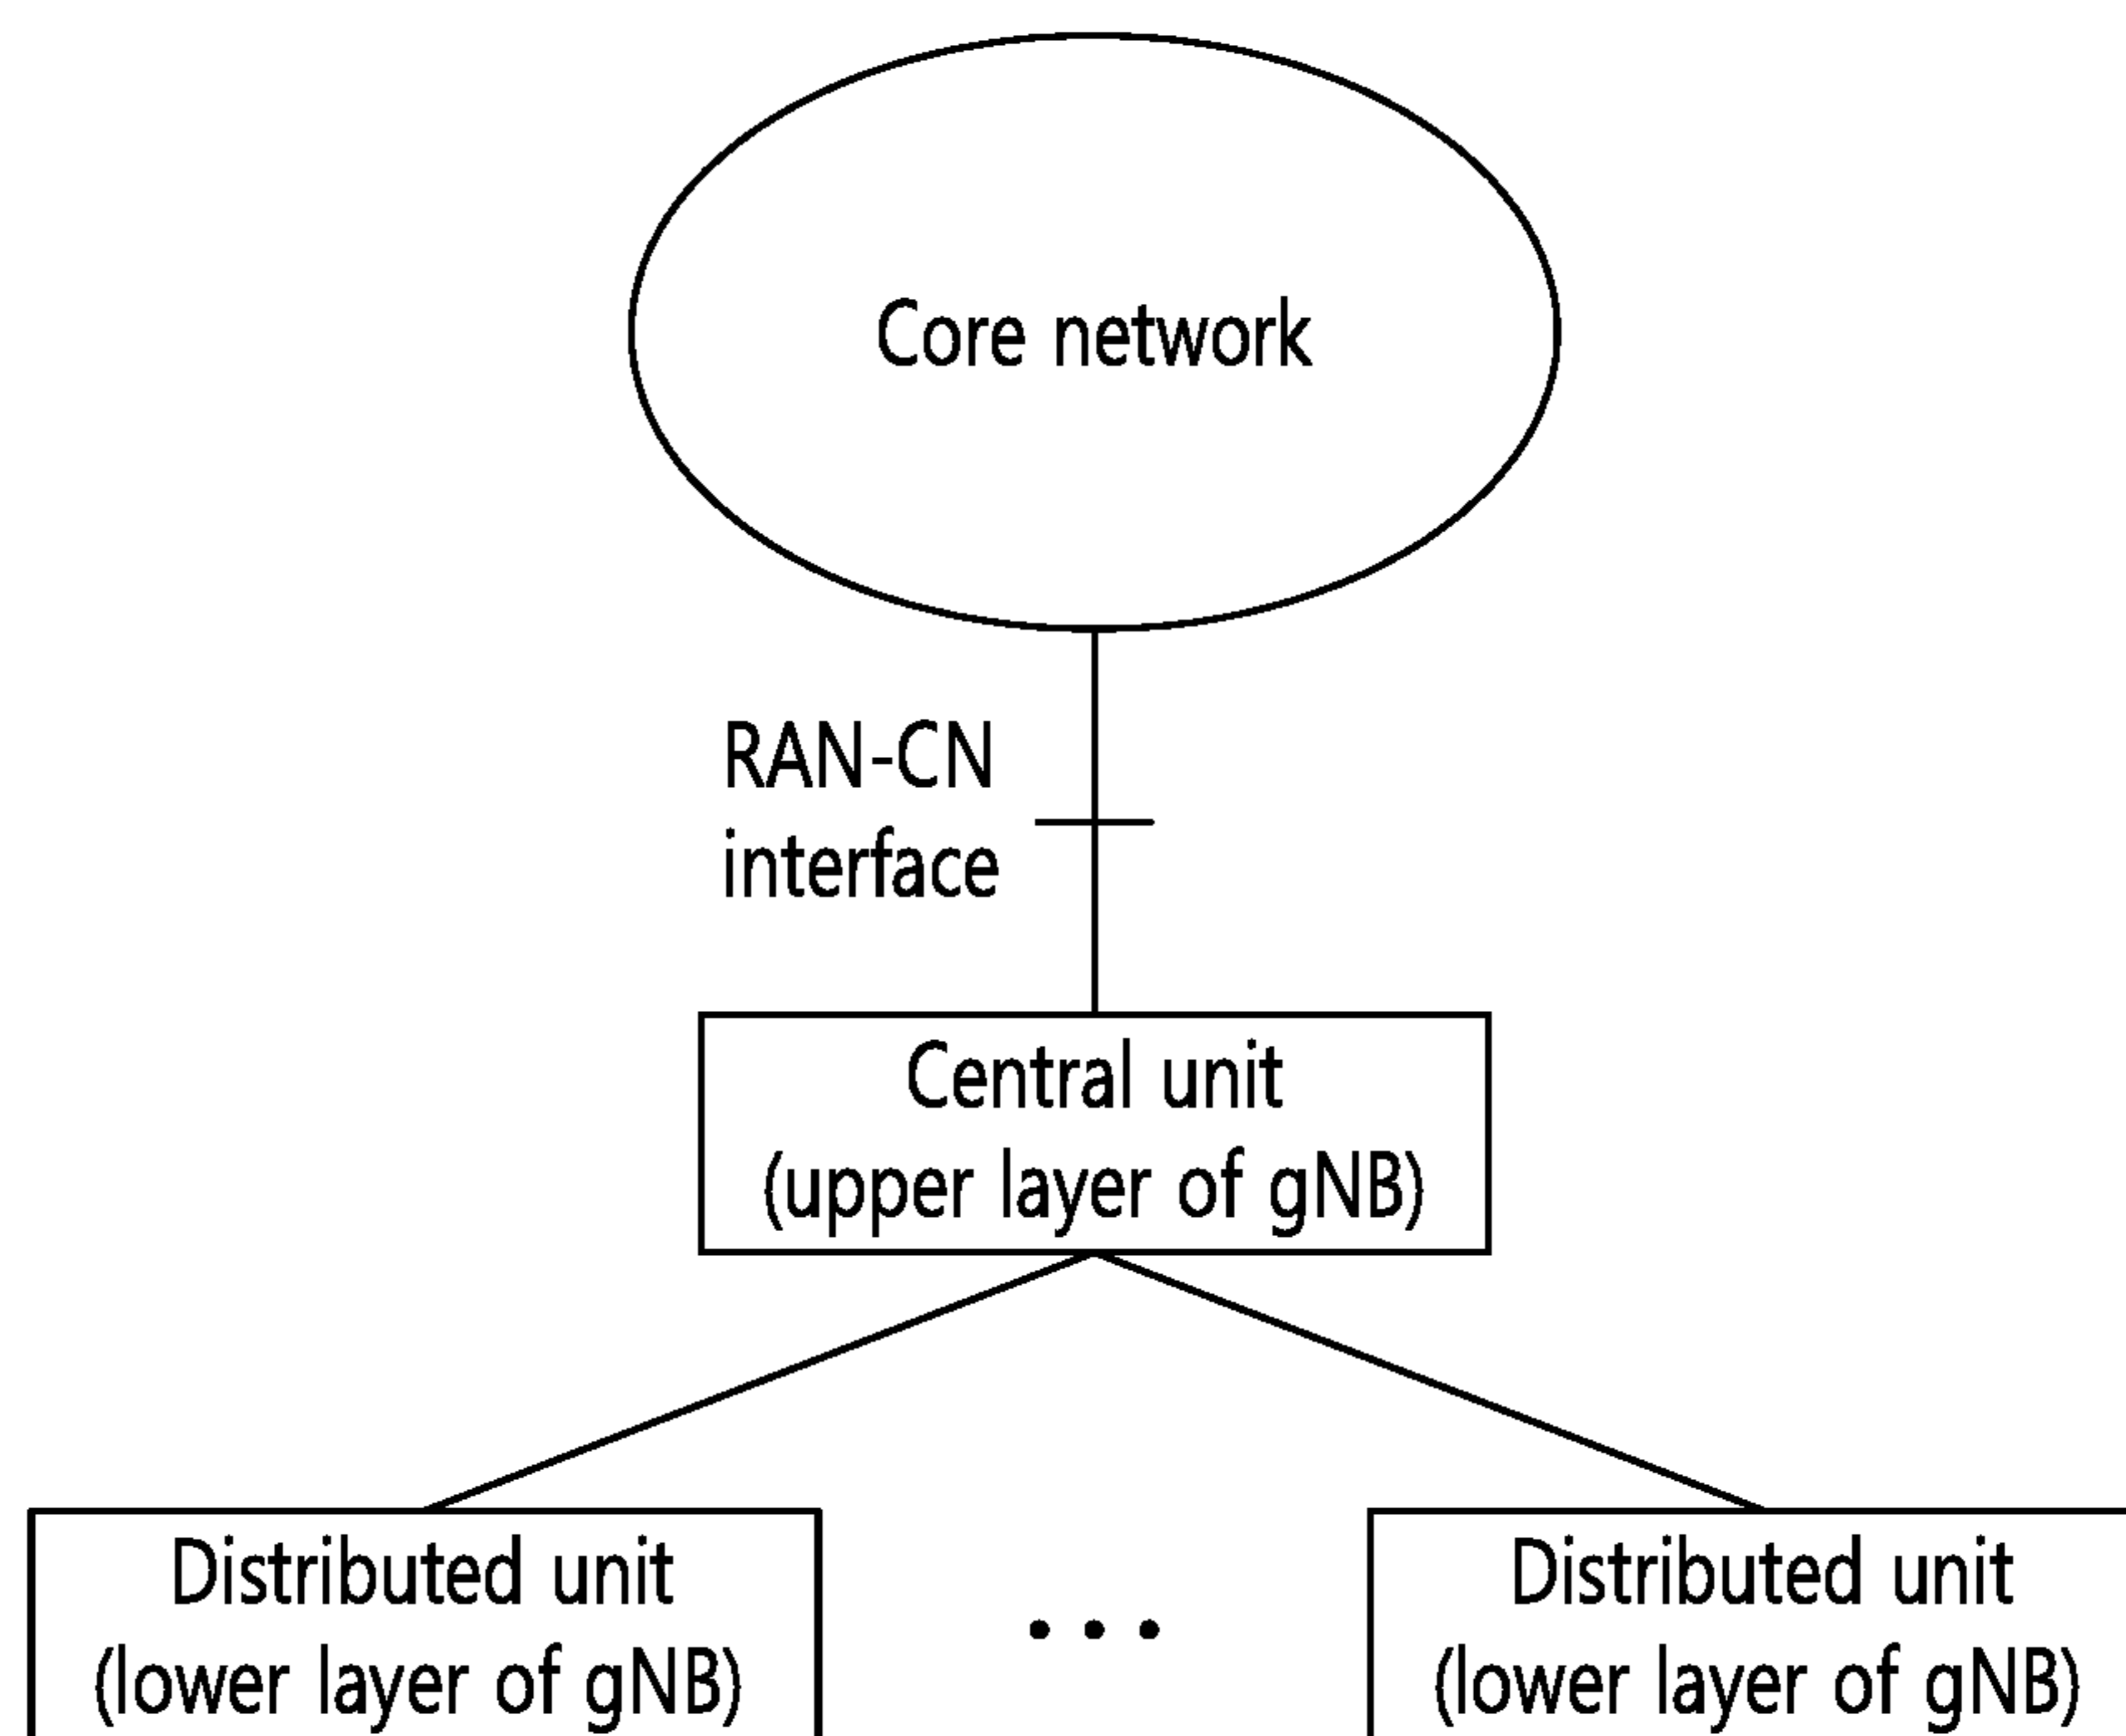 Core network
RAN-CN
interface
Central unit
(upper layer of gNB)
Distributed unit
(lower layer of gNB)
• • •
Distributed unit
(lower layer of gNB)